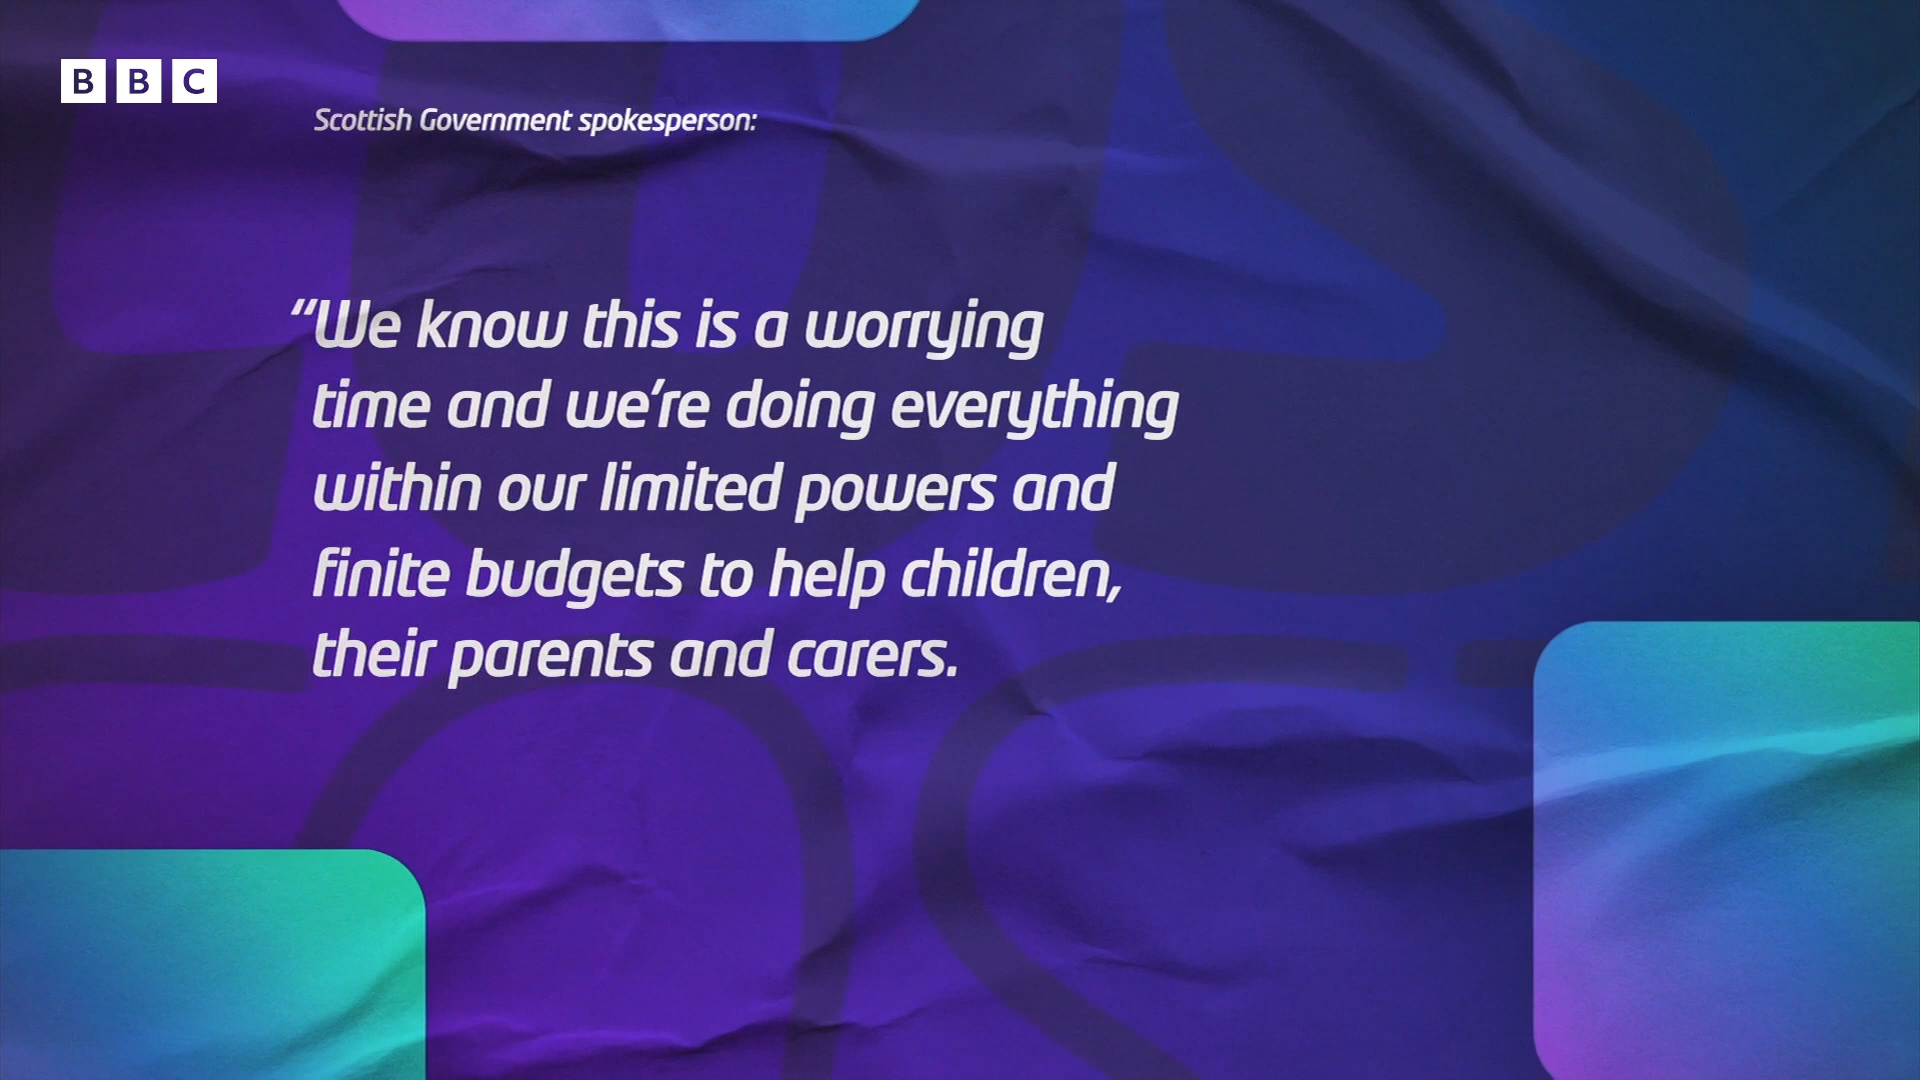 BBC
Scottish Government spokesperson:
“We know this is a worrying
time and we’re doing everything
within our limited powers and
finite budgets to help children,
their parents and carers.